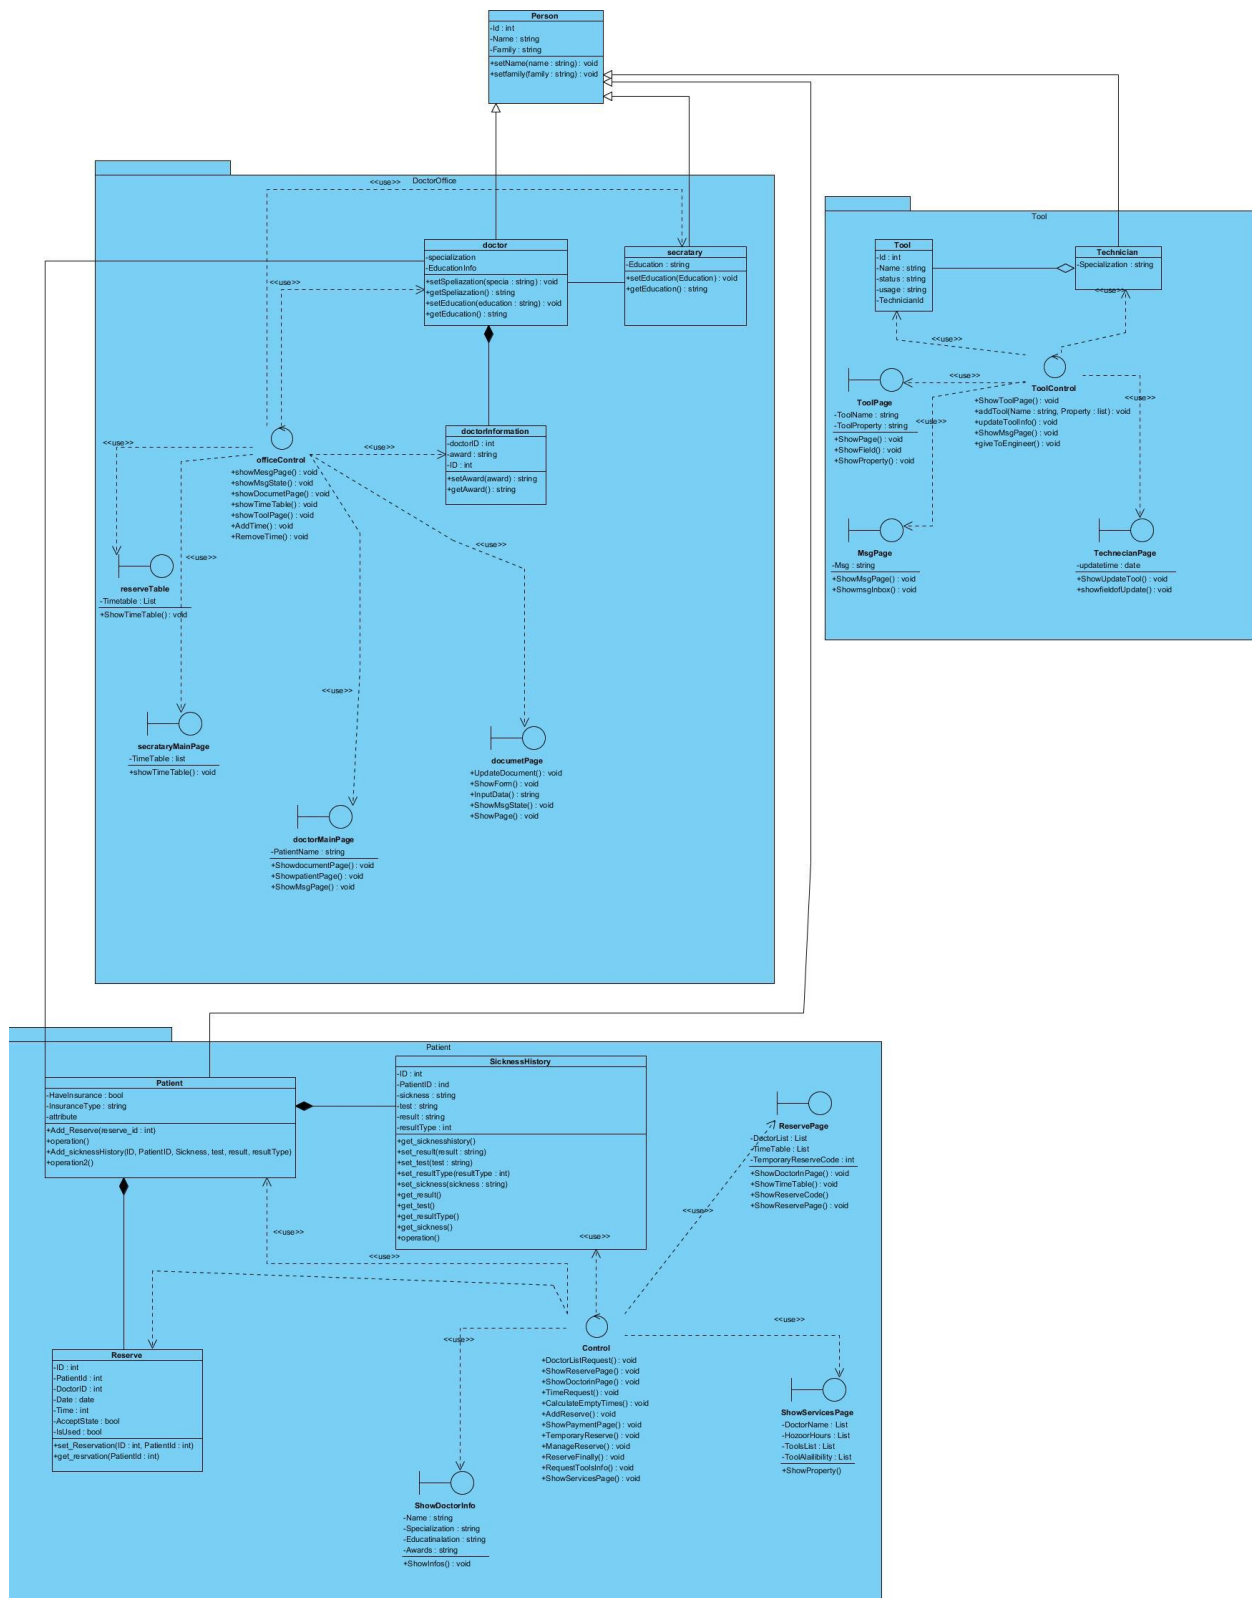 Person
-Id : int
-Name : string
-Family : string
+setName(name : string) : void
+setfamily(family : string) : void
DoctorOffice
<<use>>
doctor
-specialization
-EducationInfo
+setSpeliazation(specia : string) : void
+getSpeliazation() : string
+setEducation(education : string) : void
+getEducation() : string
secratary
-Education : string
+setEducation(Education) : void
+getEducation() : string
<<use>>
doctorInformation
-doctorID : int
-award : string
-ID : int
+setAward(award) : string
+getAward() : string
<<use>>
<<use>>
officeControl
+showMesgPage() : void
+showMsgState() : void
+showDocumetPage() : void
+showTimeTable() : void
+showToolPage() : void
+AddTime() : void
+RemoveTime() : void
<<use>>
<<use>>
reserveTable
-Timetable : List
+ShowTimeTable() : void
<<use>>
secrataryMainPage
-TimeTable : list
+showTimeTable() : void
documetPage
+UpdateDocument() : void
+ShowForm() : void
+InputData() : string
+ShowMsgState() : void
+ShowPage() : void
doctorMainPage
-PatientName : string
+ShowdocumentPage() : void
+ShowpatientPage() : void
+ShowMsgPage() : void
Tool
Tool
-Id : int
-Name : string
-status : string
-usage : string
-TechnicianId
Technician
-Specialization : string
<<use>>
<<use>>
<<use>>
ToolControl
+ShowToolPage() : void
+addTool(Name : string, Property : list) : void
+updateToolInfo() : void
+ShowMsgPage() : void
+giveToEngineer() : void
<<use>>
<<use>>
ToolPage
-ToolName : string
-ToolProperty : string
+ShowPage() : void
+ShowField() : void
+ShowProperty() : void
MsgPage
-Msg : string
+ShowMsgPage() : void
+ShowmsgInbox() : void
TechnecianPage
-updatetime : date
+ShowUpdateTool() : void
+showfieldofUpdate() : void
Patient
Patient
-HaveInsurance : bool
-InsuranceType : string
-attribute
+Add_Reserve(reserve_id : int)
+operation()
+Add_sicknessHistory(ID, PatientID, Sickness, test, result, resultType)
+operation2()
SicknessHistory
-ID : int
-PatientID : ind
-sickness : string
-test : string
-result : string
-resultType : int
+get_sicknesshistory()
+set_result(result : string)
+set_test(test : string)
+set_resultType(resultType : int)
+set_sickness(sickness : string)
+get_result()
+get_test()
+get_resultType()
+get_sickness()
+operation()
<<use>>
ReservePage
-DectorList : List
-TimeTable : List
-TemporaryReserveCode : int
+ShowDoctorInPage() : void
+ShowTimeTable() : void
+ShowReserveCode()
+ShowReservePage() : void
<<use>>
<<use>>
<<use>>
<<use>>
<<use>>
Control
+DoctorListRequest() : void
+ShowReservePage() : void
+ShowDoctorinPage() : void
+TimeRequest() : void
+CalculateEmptyTimes() : void
+AddReserve() : void
+ShowPaymentPage() : void
+TemporaryReserve() : void
+ManageReserve() : void
+ReserveFinally() : void
+RequestToolsInfo() : void
+ShowServicesPage() : void
Reserve
-ID : int
-PatientId : int
-DoctorID : int
-Date : date
-Time : int
-AcceptState : bool
-IsUsed : bool
+set_Reservation(ID : int, PatientId : int)
+get_resrvation(PatientId : int)
ShowServicesPage
-DoctorName : List
-HozoorHours : List
-ToolsList : List
-ToolAlailibility : List
+ShowProperty()
ShowDoctorInfo
-Name : string
-Specialization : string
-Educatinalation : string
-Awards : string
+ShowInfos() : void